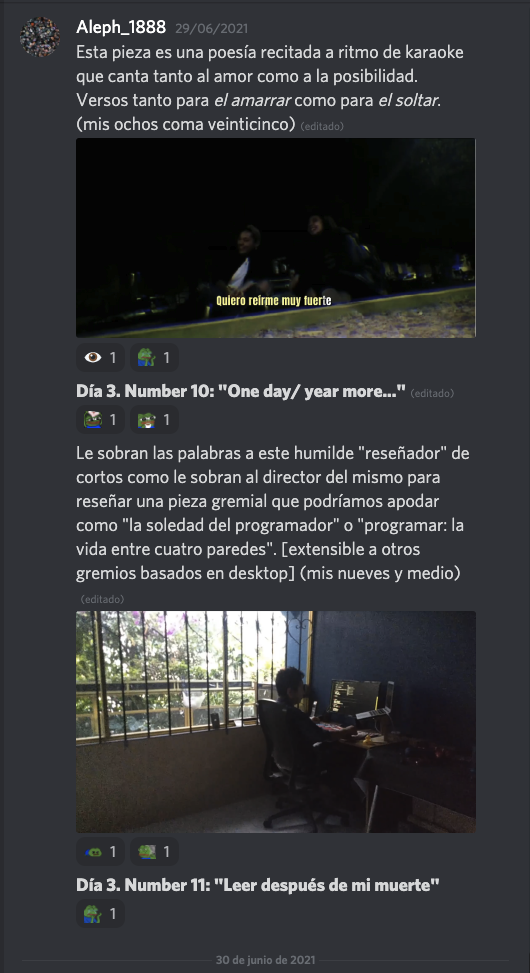 Aleph_1888 29/06/2021
Esta pieza es una poesía recitada a ritmo de karaoke
que canta tanto al amor como a la posibilidad.
Versos tanto para el amarrar como para el soltar.
(mis ochos coma veinticinco) (editado)
Quiero reírme muy fuerte
1 1
Día 3. Number 10: "One day/ year more..." (editado)
1 1
Le sobran las palabras a este humilde "reseñador" de
cortos como le sobran al director del mismo para
reseñar una pieza gremial que podríamos apodar
como "la soledad del programador" o "programar: la
vida entre cuatro paredes". [extensible a otros
gremios basados en desktop] (mis nueves y medio)
(editado)
1 1
Día 3. Number 11: "Leer después de mi muerte"
1
30 de junio de 2021